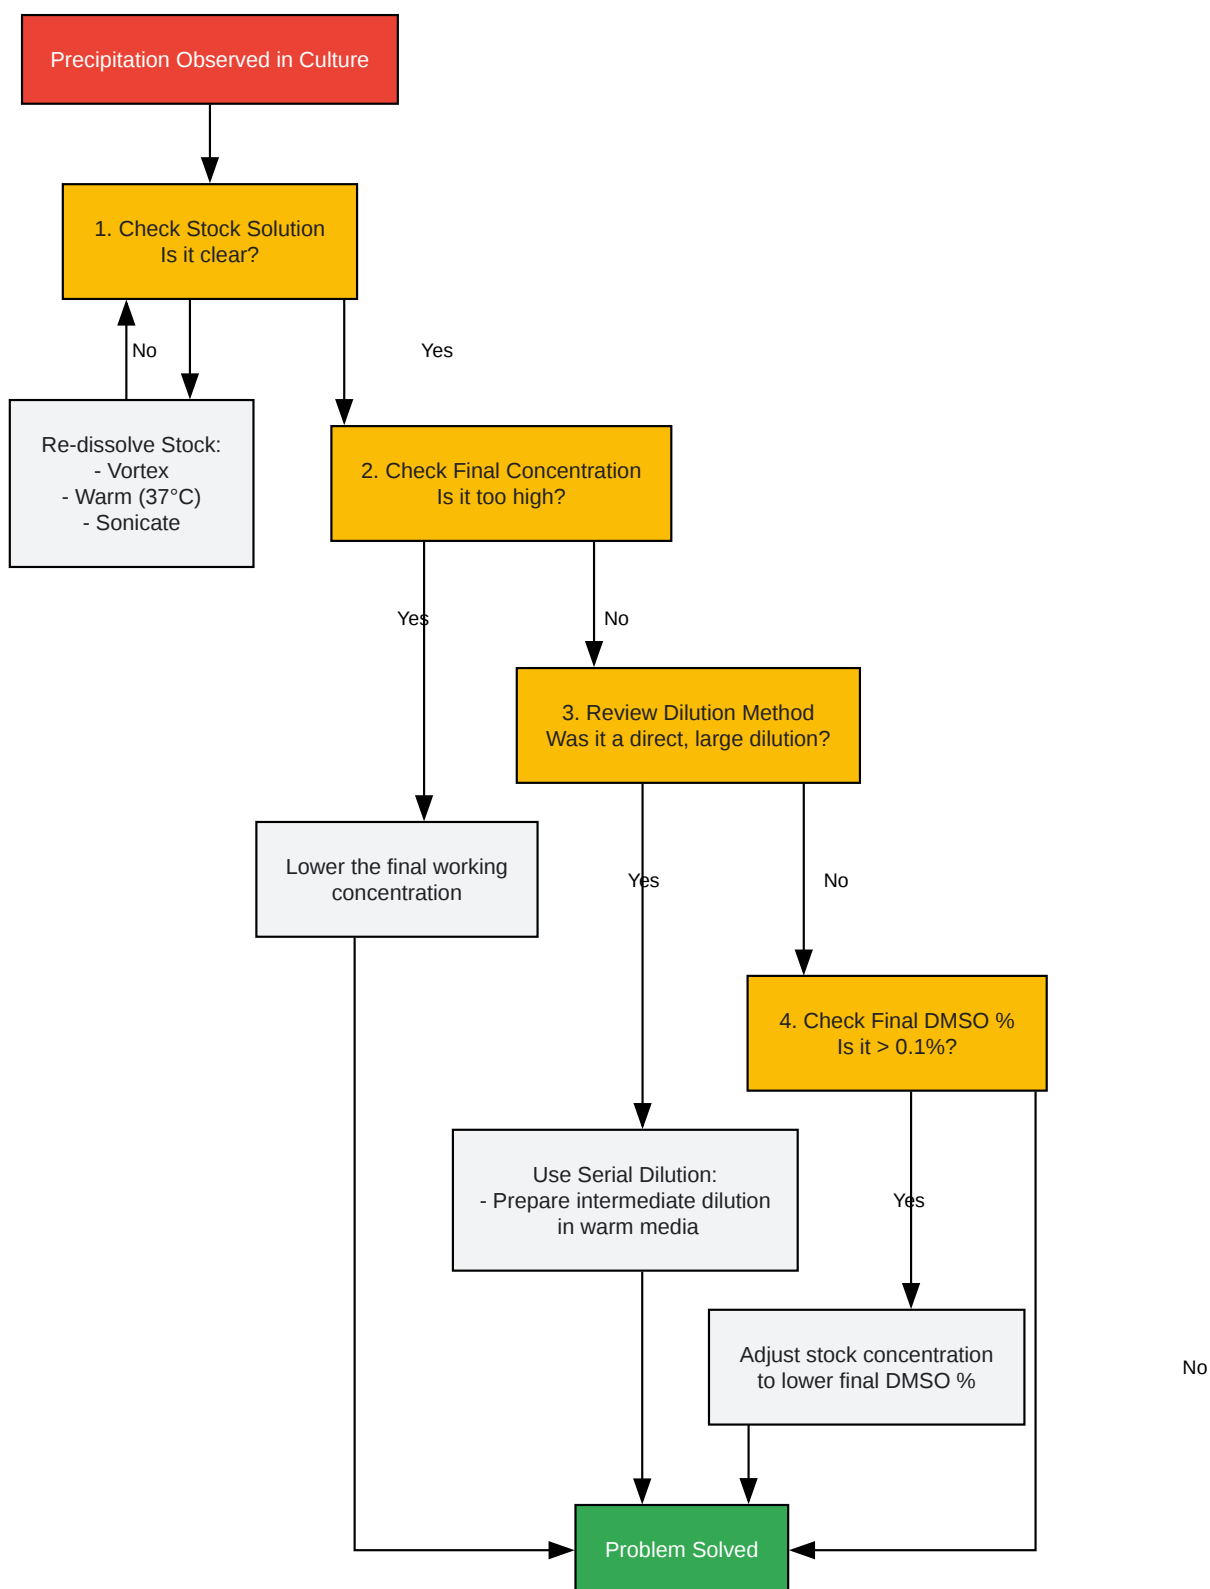 Precipitation Observed in Culture
1. Check Stock Solution
Is it clear?
No
Yes
Re-dissolve Stock:
- Vortex
- Warm (37°C)
- Sonicate
2. Check Final Concentration
Is it too high?
Yes
No
3. Review Dilution Method
Was it a direct, large dilution?
Lower the final working
concentration
Yes
No
4. Check Final DMSO %
Is it > 0.1%?
Use Serial Dilution:
- Prepare intermediate dilution
in warm media
Yes
Adjust stock concentration
to lower final DMSO %
No
Problem Solved